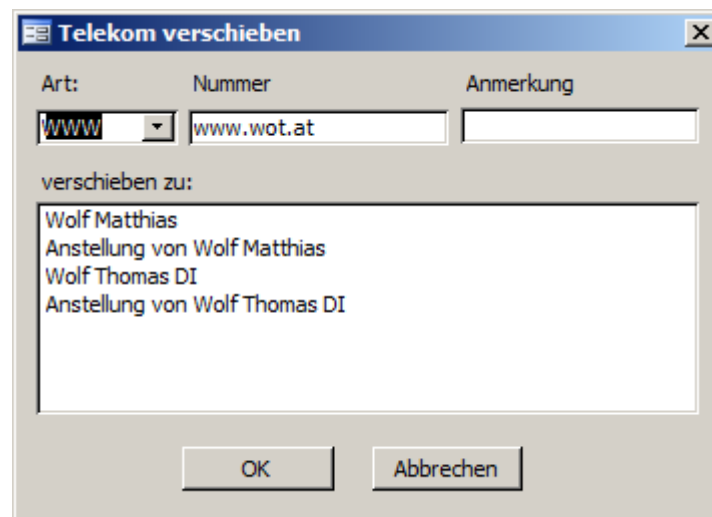 Telekom verschieben
Art: Nummer Anmerkung
WWW www.wot.at
verschieben zu:
Wolf Matthias
Anstellung von Wolf Matthias
Wolf Thomas DI
Anstellung von Wolf Thomas DI
OK Abbrechen